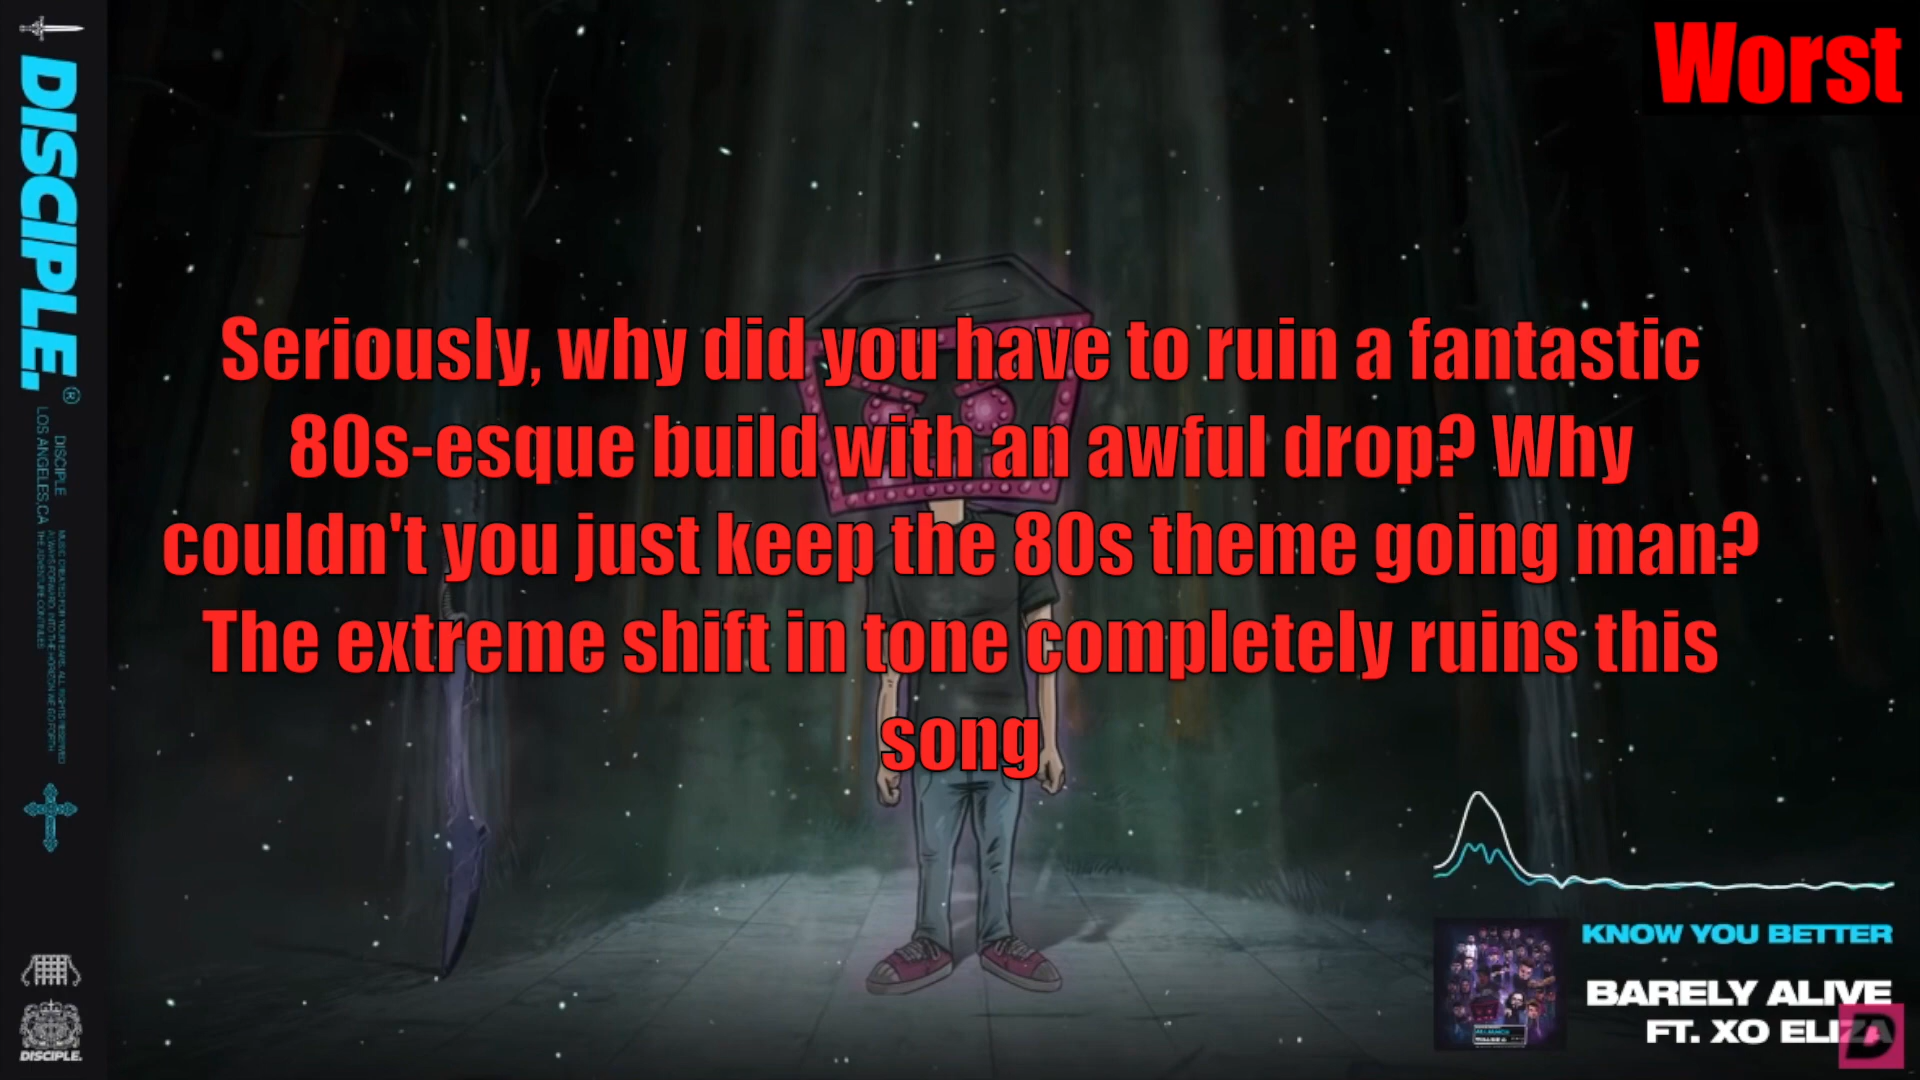 Worst
DISCIPLE.
®
DISCIPLE
LOS ANGELES.CA
Seriously, why did you have to ruin a fantastic
80s-esque build with an awful drop? Why
couldn't you just keep the 80s theme going man?
The extreme shift in tone completely ruins this
song
KNOW YOU BETTER
BARELY ALIVE
FT. XO ELIZA
DISCIPLE.